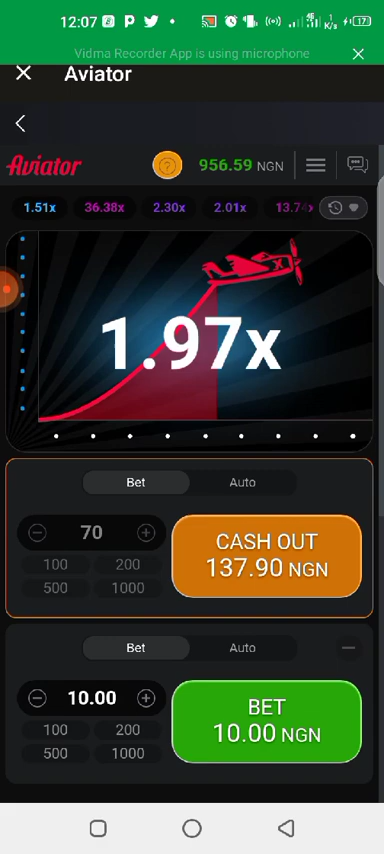 12:07
1 K/s
17
Vidma Recorder App is using microphone
Aviator
Aviator 956.59 NGN
1.51x 36.38x 2.30x 2.01x
1.97x
Bet Auto
70
100 200
500 1000
CASH OUT
137.90 NGN
Bet Auto
10.00
100 200
500 1000
BET
10.00 NGN